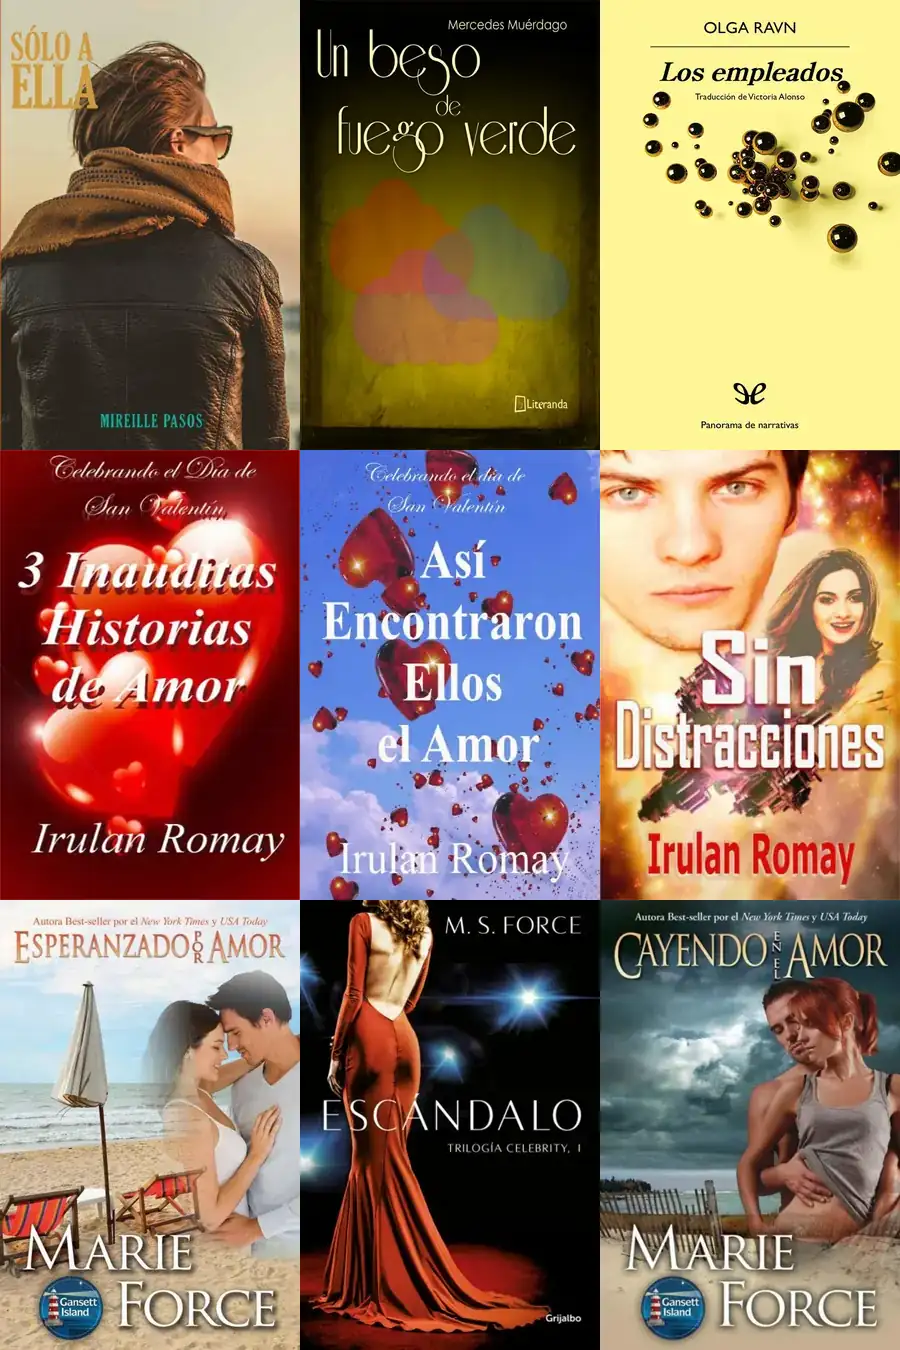 SÓLO A
ELLA
MIREILLE PASOS
Mercedes Muérdago
Un beso
de
fuego verde
Literanda
OLGA RAVN
Los empleados
Traducción de Victoria Alonso
Panorama de narrativas
Celebrando el Día de
San Valentín
3 Inauditas
Historias
de Amor
Irulan Romay
Celebrando el día de
San Valentín
Así
Encontraron
Ellos
el Amor
Irulan Romay
Sin
Distracciones
Irulan Romay
Autora Best-seller por el New York Times y USA Today
ESPERANZADO POR AMOR
MARIE
FORCE
Gansett
Island
M. S. FORCE
ESCÁNDALO
TRILOGÍA CELEBRITY, 1
Grijalbo
Autora Best-seller por el New York Times y USA Today
CAYENDO EN EL AMOR
MARIE
FORCE
Gansett
Island